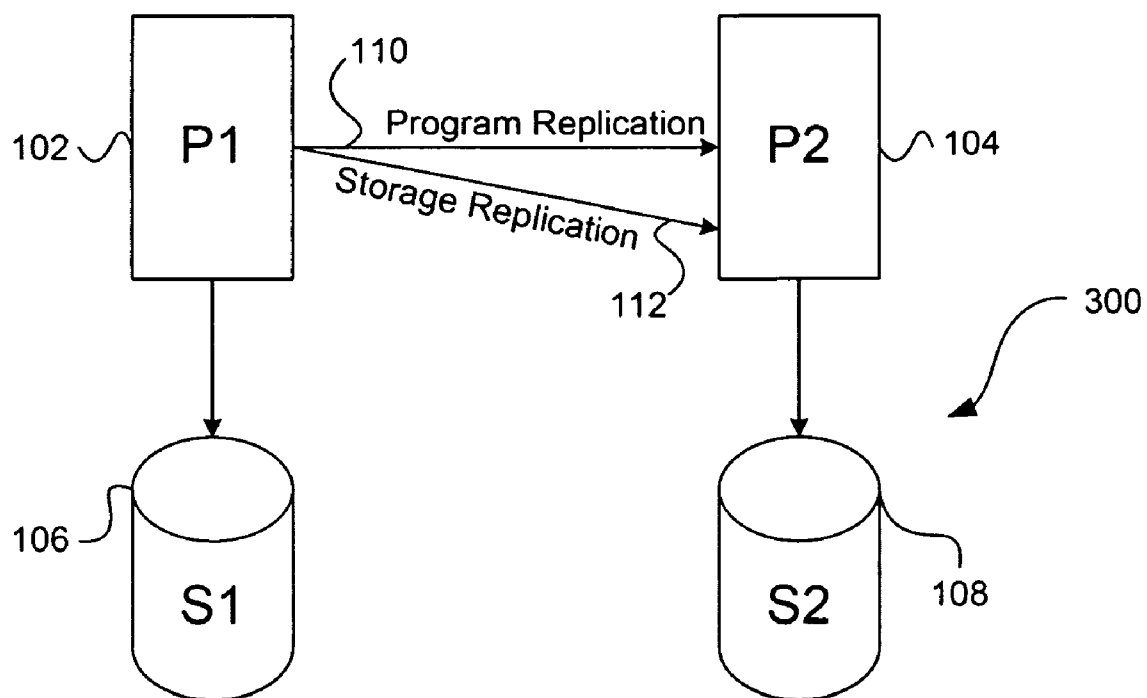 110
Program Replication
102
P1
P2
104
Storage Replication
112
300
106
S1
S2
108